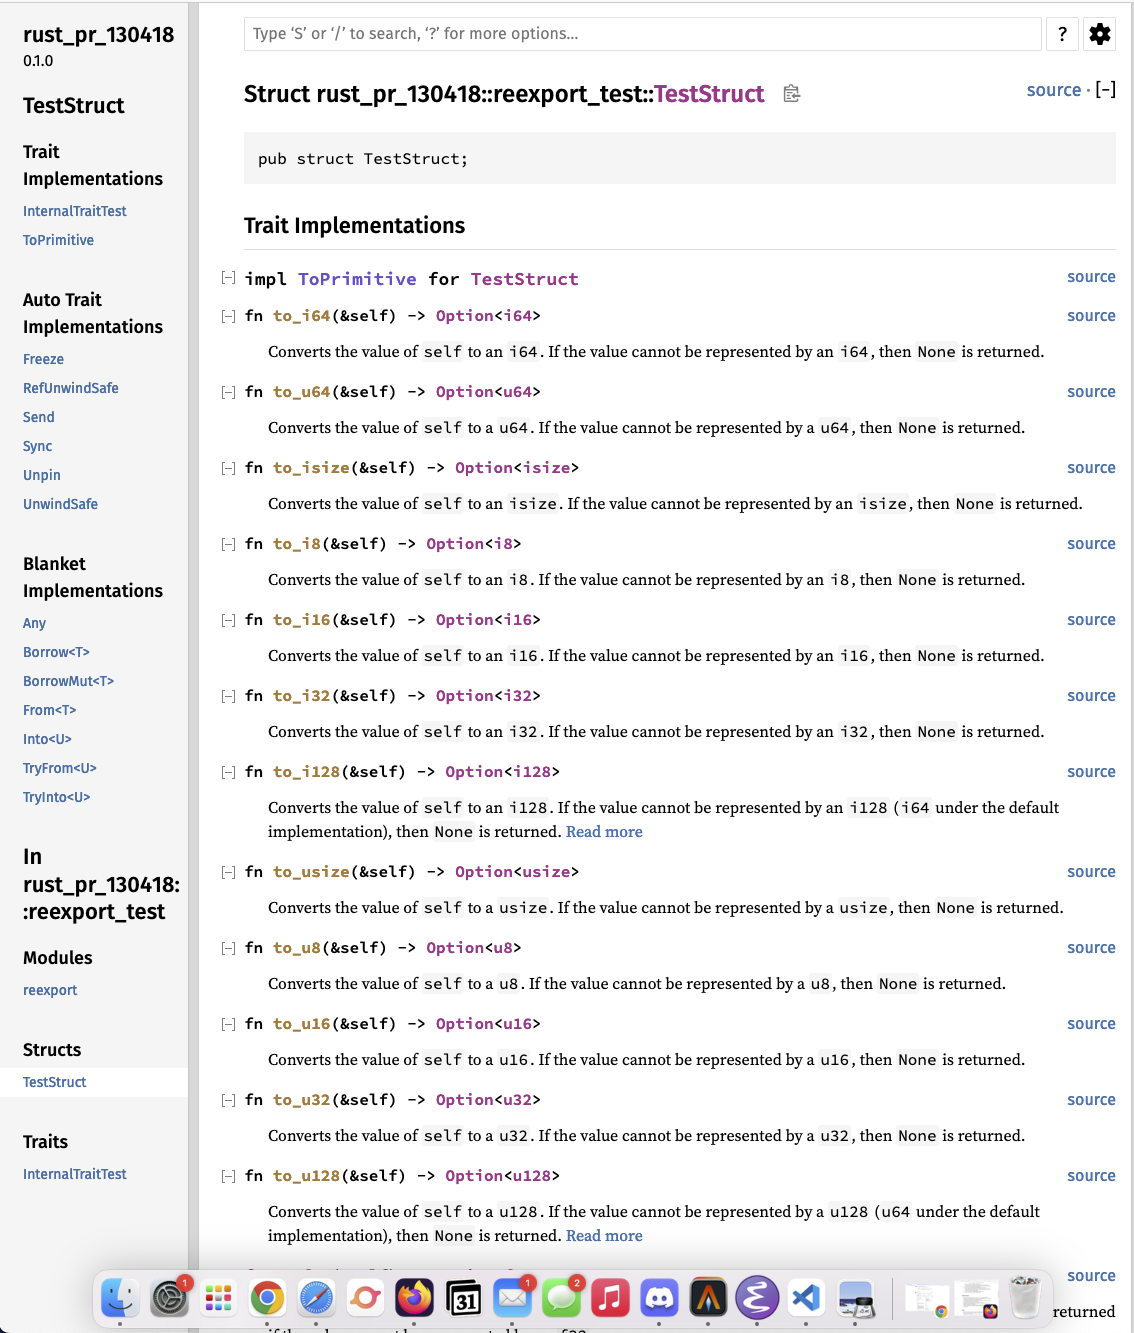 rust_pr_130418
0.1.0
TestStruct
Trait
Implementations
InternalTraitTest
ToPrimitive
Auto Trait
Implementations
Freeze
RefUnwindSafe
Send
Sync
Unpin
UnwindSafe
Blanket
Implementations
Any
Borrow<T>
BorrowMut<T>
From<T>
Into<U>
TryFrom<U>
TryInto<U>
In
rust_pr_130418:
:reexport_test
Modules
reexport
Structs
TestStruct
Traits
InternalTraitTest
Type ‘S’ or ‘/’ to search, ‘?’ for more options…
?
Struct rust_pr_130418::reexport_test::TestStruct source · [-]
pub struct TestStruct;
Trait Implementations
[-] impl ToPrimitive for TestStruct source
[-] fn to_i64(&self) -> Option<i64> source
Converts the value of self to an i64. If the value cannot be represented by an i64, then None is returned.
[-] fn to_u64(&self) -> Option<u64> source
Converts the value of self to a u64. If the value cannot be represented by a u64, then None is returned.
[-] fn to_isize(&self) -> Option<isize> source
Converts the value of self to an isize. If the value cannot be represented by an isize, then None is returned.
[-] fn to_i8(&self) -> Option<i8> source
Converts the value of self to an i8. If the value cannot be represented by an i8, then None is returned.
[-] fn to_i16(&self) -> Option<i16> source
Converts the value of self to an i16. If the value cannot be represented by an i16, then None is returned.
[-] fn to_i32(&self) -> Option<i32> source
Converts the value of self to an i32. If the value cannot be represented by an i32, then None is returned.
[-] fn to_i128(&self) -> Option<i128> source
Converts the value of self to an i128. If the value cannot be represented by an i128 (i64 under the default
implementation), then None is returned. Read more
[-] fn to_usize(&self) -> Option<usize> source
Converts the value of self to a usize. If the value cannot be represented by a usize, then None is returned.
[-] fn to_u8(&self) -> Option<u8> source
Converts the value of self to a u8. If the value cannot be represented by a u8, then None is returned.
[-] fn to_u16(&self) -> Option<u16> source
Converts the value of self to a u16. If the value cannot be represented by a u16, then None is returned.
[-] fn to_u32(&self) -> Option<u32> source
Converts the value of self to a u32. If the value cannot be represented by a u32, then None is returned.
[-] fn to_u128(&self) -> Option<u128> source
Converts the value of self to a u128. If the value cannot be represented by a u128 (u64 under the default
implementation), then None is returned. Read more
source
returned
1
31
1
2